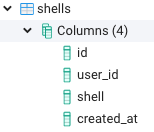 shells
Columns (4)
id
user_id
shell
created_at